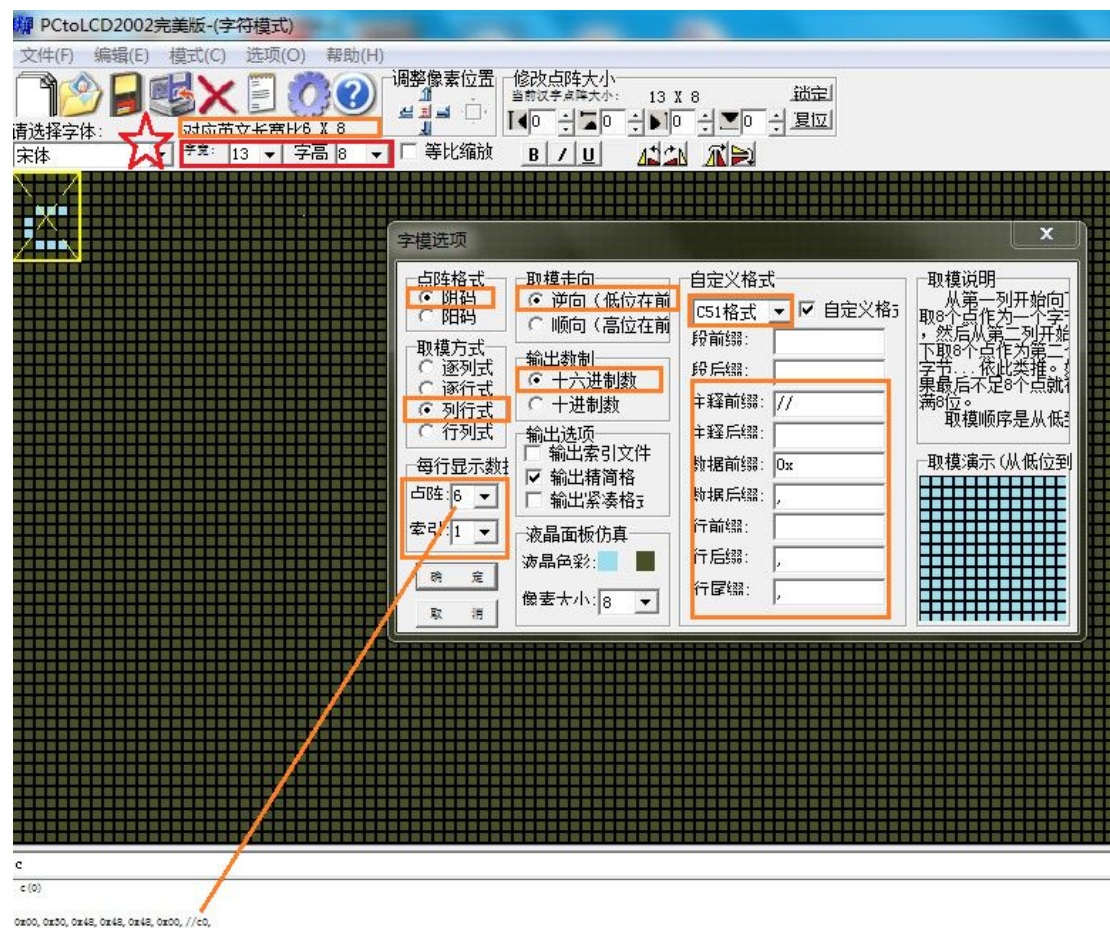 PCtoLCD2002完美版-(字符模式)
文件(F) 编辑(E) 模式(C) 选项(O) 帮助(H)
调整像素位置
修改点阵大小
当前汉字点阵大小: 13 X 8
锁定
0 0 0 0
复位
请选择字体:
对应英文长宽比6 X 8
宋体
字宽: 13 字高 8
等比缩放
B I U
字模选项
X
点阵格式
阴码
阳码
取模方式
逐列式
逐行式
列行式
行列式
每行显示数据
点阵: 6
索引: 1
确 定
取 消
取模走向
逆向(低位在前
顺向(高位在前
输出数制
十六进制数
十进制数
输出选项
输出索引文件
输出精简格
输出紧凑格式
液晶面板仿真
液晶色彩:
像素大小: 8
自定义格式
C51格式
自定义格式
段前缀:
段后缀:
注释前缀: //
注释后缀:
数据前缀: 0x
数据后缀: ,
行前缀:
行后缀: ,
行尾缀: ,
取模说明
从第一列开始向下
取8个点作为一个字节
,然后从第二列开始
下取8个点作为第二个
字节...依此类推。如
果最后不足8个点就补
满8位。
取模顺序是从低到
取模演示(从低位到
c
c(0)
0x00, 0x30, 0x48, 0x48, 0x48, 0x00, //c0,